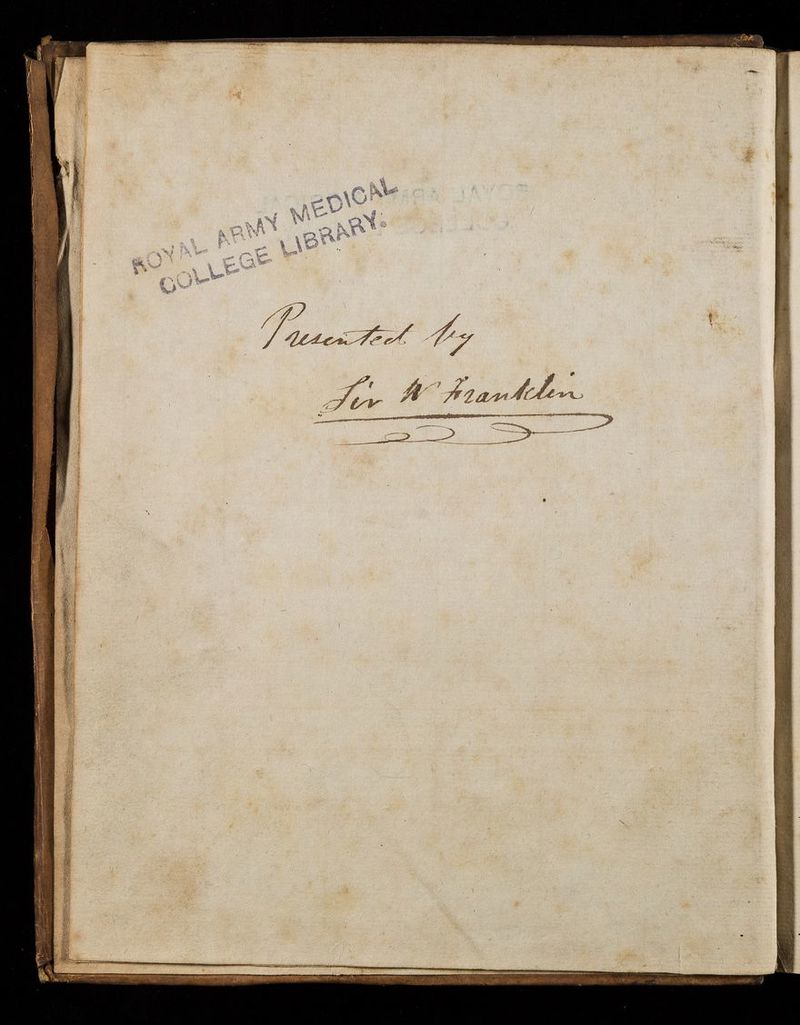 ROYAL ARMY MEDICAL
COLLEGE LIBRARY.
Presented by
Sir W Franklin